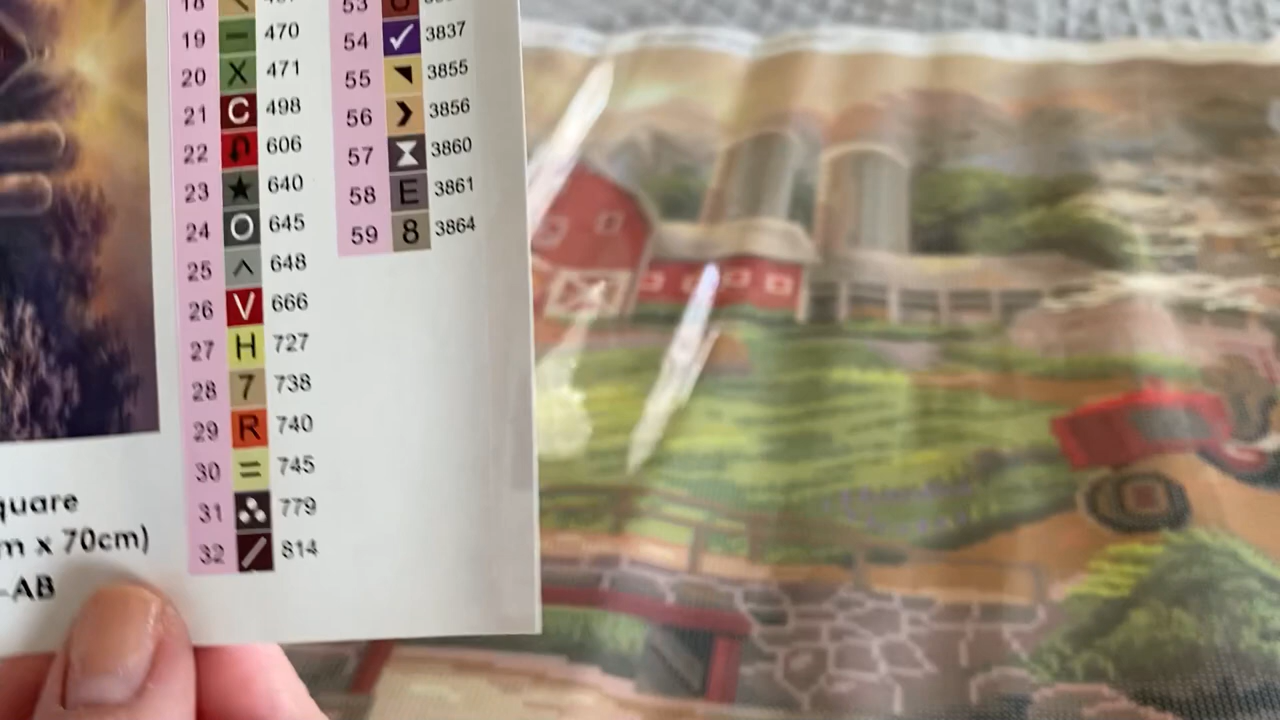 18
19 470
20 X 471
21 C 498
22 606
23 640
24 O 645
25 648
26 V 666
27 H 727
28 7 738
29 R 740
30 = 745
31 779
32 814
53
54 3837
55 3855
56 3856
57 3860
58 E 3861
59 8 3864
quare
m x 70cm)
-AB